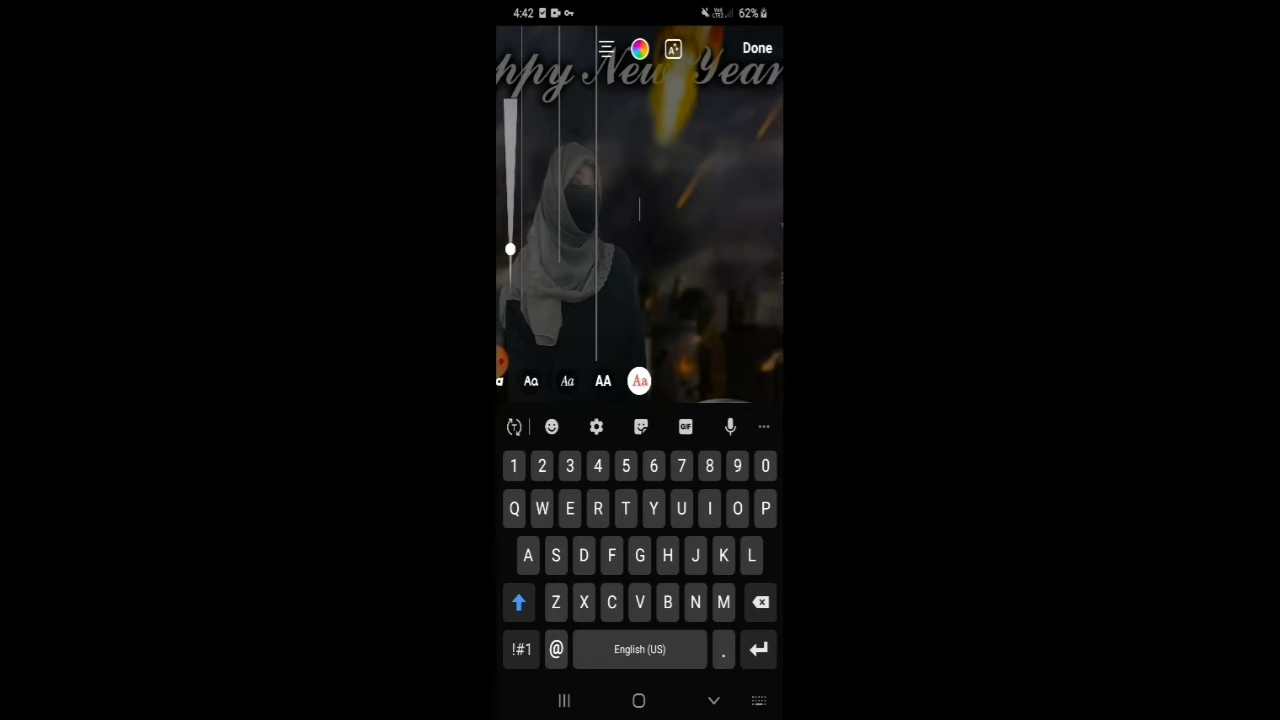 4:42 62%
Done
ppy New Year
a Aa Aa AA Aa
GIF
1 2 3 4 5 6 7 8 9 0
Q W E R T Y U I O P
A S D F G H J K L
Z X C V B N M
!#1 @ English (US) .